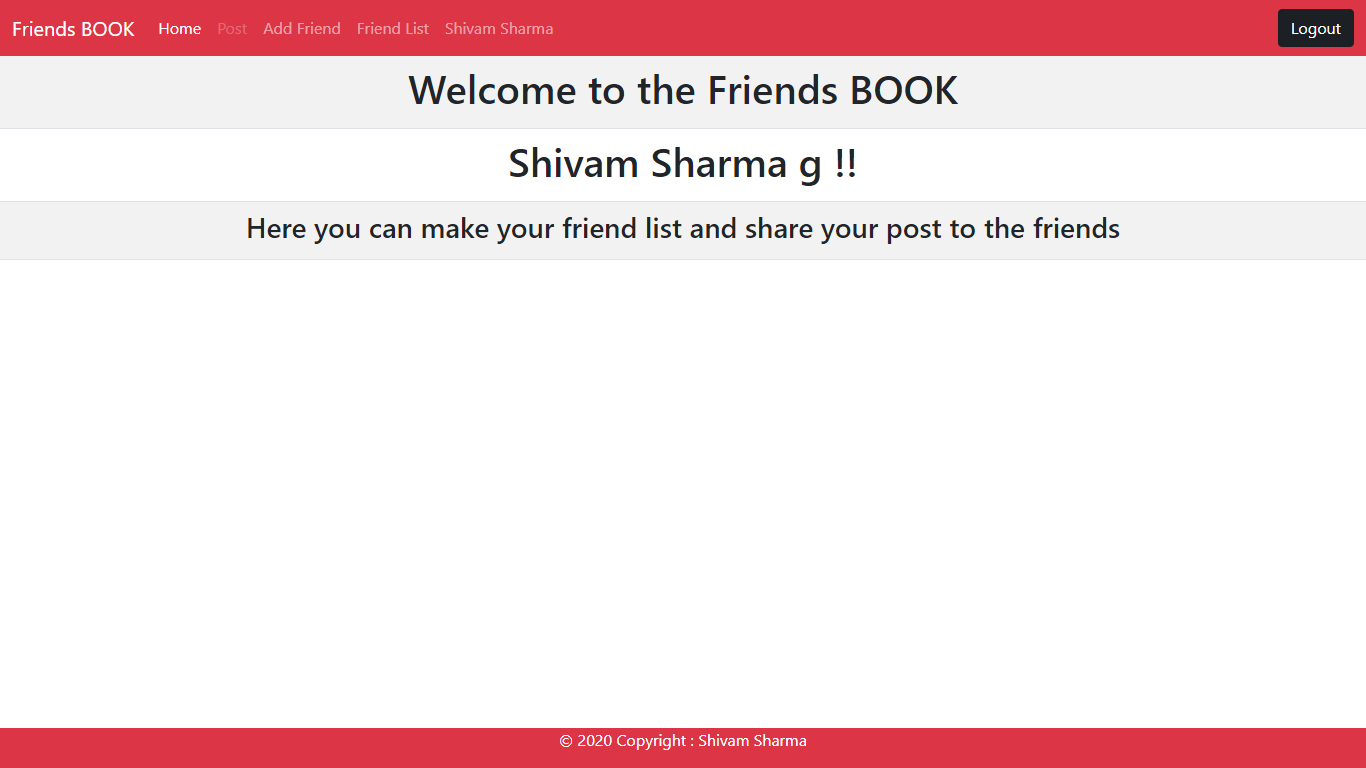 Friends BOOK Home Post Add Friend Friend List Shivam Sharma Logout
Welcome to the Friends BOOK
Shivam Sharma g !!
Here you can make your friend list and share your post to the friends
© 2020 Copyright : Shivam Sharma